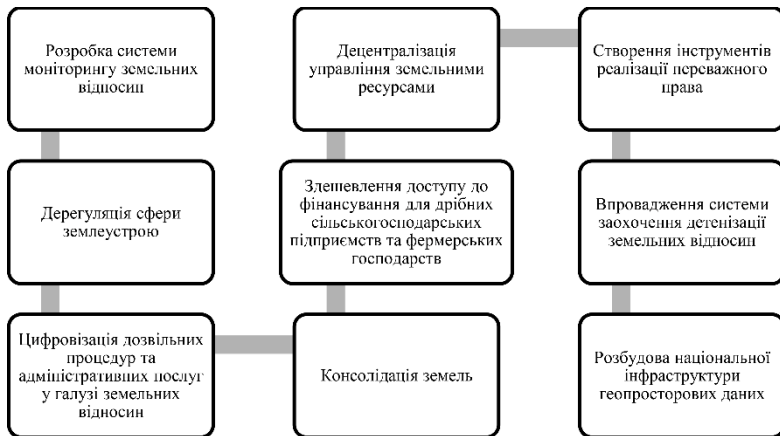 Розробка системи
моніторингу земельних
відносин
Дерегуляція сфери
землеустрою
Цифровізація дозвільних
процедур та
адміністративних послуг
у галузі земельних
відносин
Консолідація земель
Здешевлення доступу до
фінансування для дрібних
сільськогосподарських
підприємств та фермерських
господарств
Децентралізація
управління земельними
ресурсами
Створення інструментів
реалізації переважного
права
Впровадження системи
заохочення детенізації
земельних відносин
Розбудова національної
інфраструктури
геопросторових даних